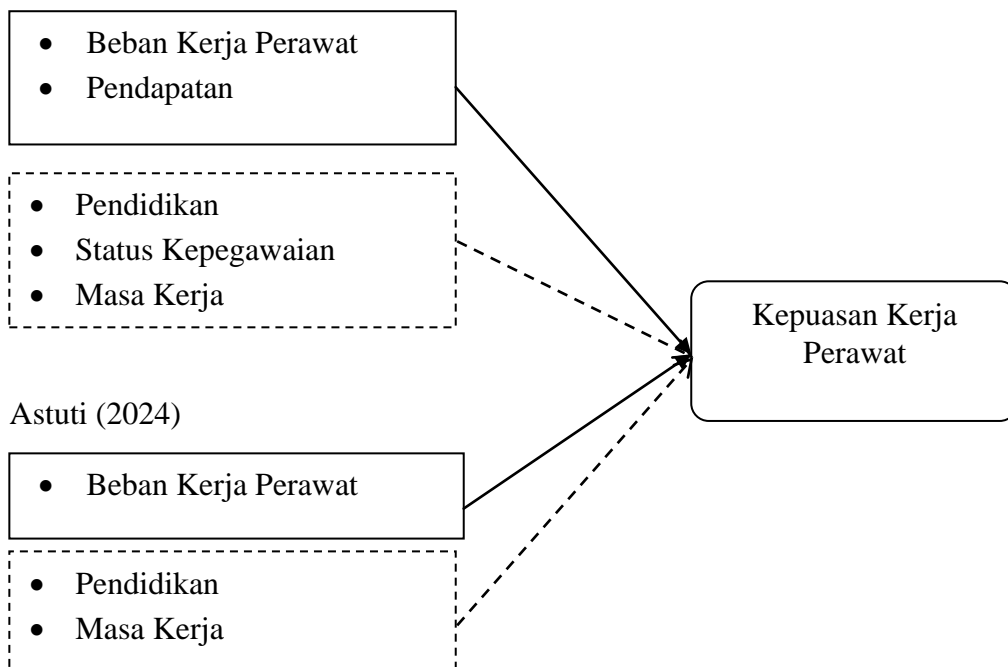 • Beban Kerja Perawat
• Pendapatan
• Pendidikan
• Status Kepegawaian
• Masa Kerja
Kepuasan Kerja
Perawat
Astuti (2024)
• Beban Kerja Perawat
• Pendidikan
• Masa Kerja